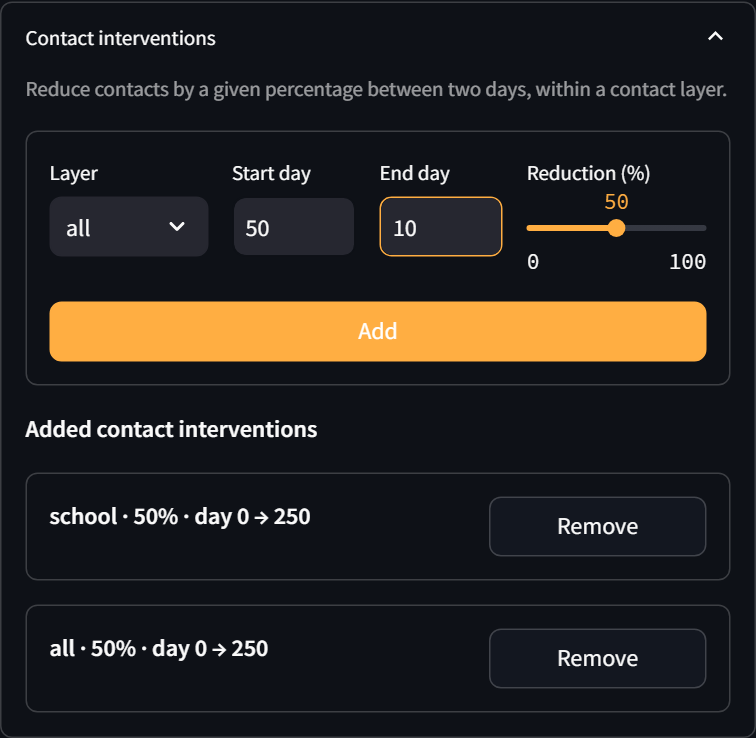 Contact interventions
Reduce contacts by a given percentage between two days, within a contact layer.
Layer Start day End day Reduction (%)
50
all 50 10
0 100
Add
Added contact interventions
school · 50% · day 0 → 250 Remove
all · 50% · day 0 → 250 Remove